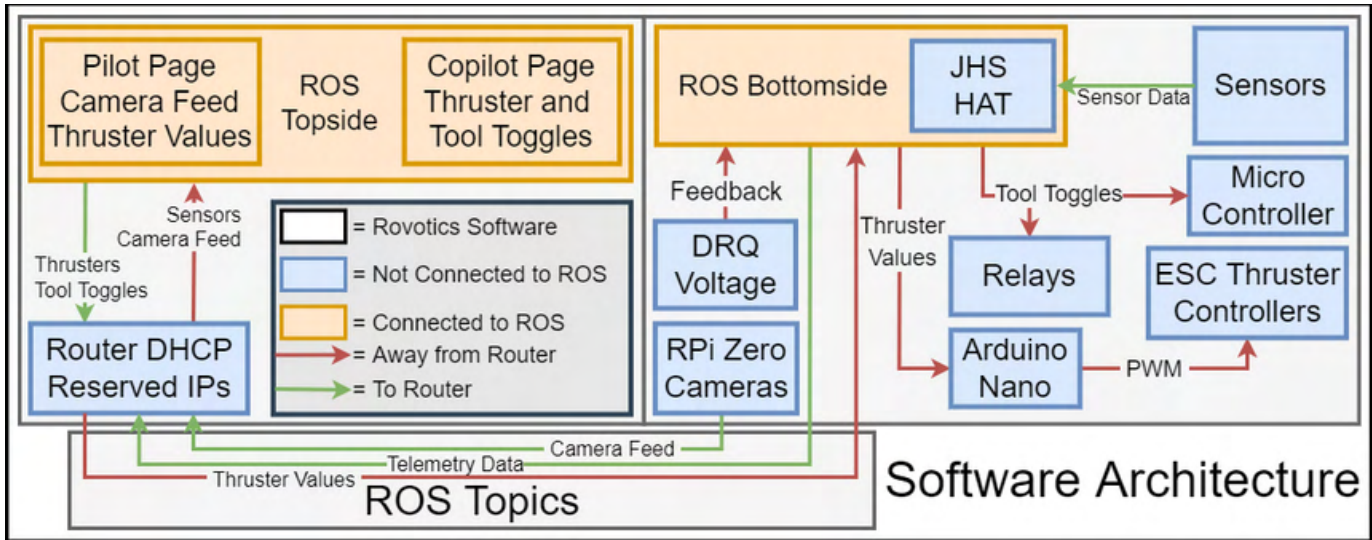 Pilot Page
Camera Feed
Thruster Values
ROS
Topside
Copilot Page
Thruster and
Tool Toggles
Sensors
Camera Feed
Thrusters
Tool Toggles
Router DHCP
Reserved IPs
= Rovotics Software
= Not Connected to ROS
= Connected to ROS
= Away from Router
= To Router
ROS Bottomside
JHS
HAT
Sensor Data
Sensors
Feedback
DRQ
Voltage
RPi Zero
Cameras
Thruster
Values
Tool Toggles
Micro
Controller
Relays
ESC Thruster
Controllers
Arduino
Nano
PWM
Camera Feed
Telemetry Data
Thruster Values
ROS Topics
Software Architecture